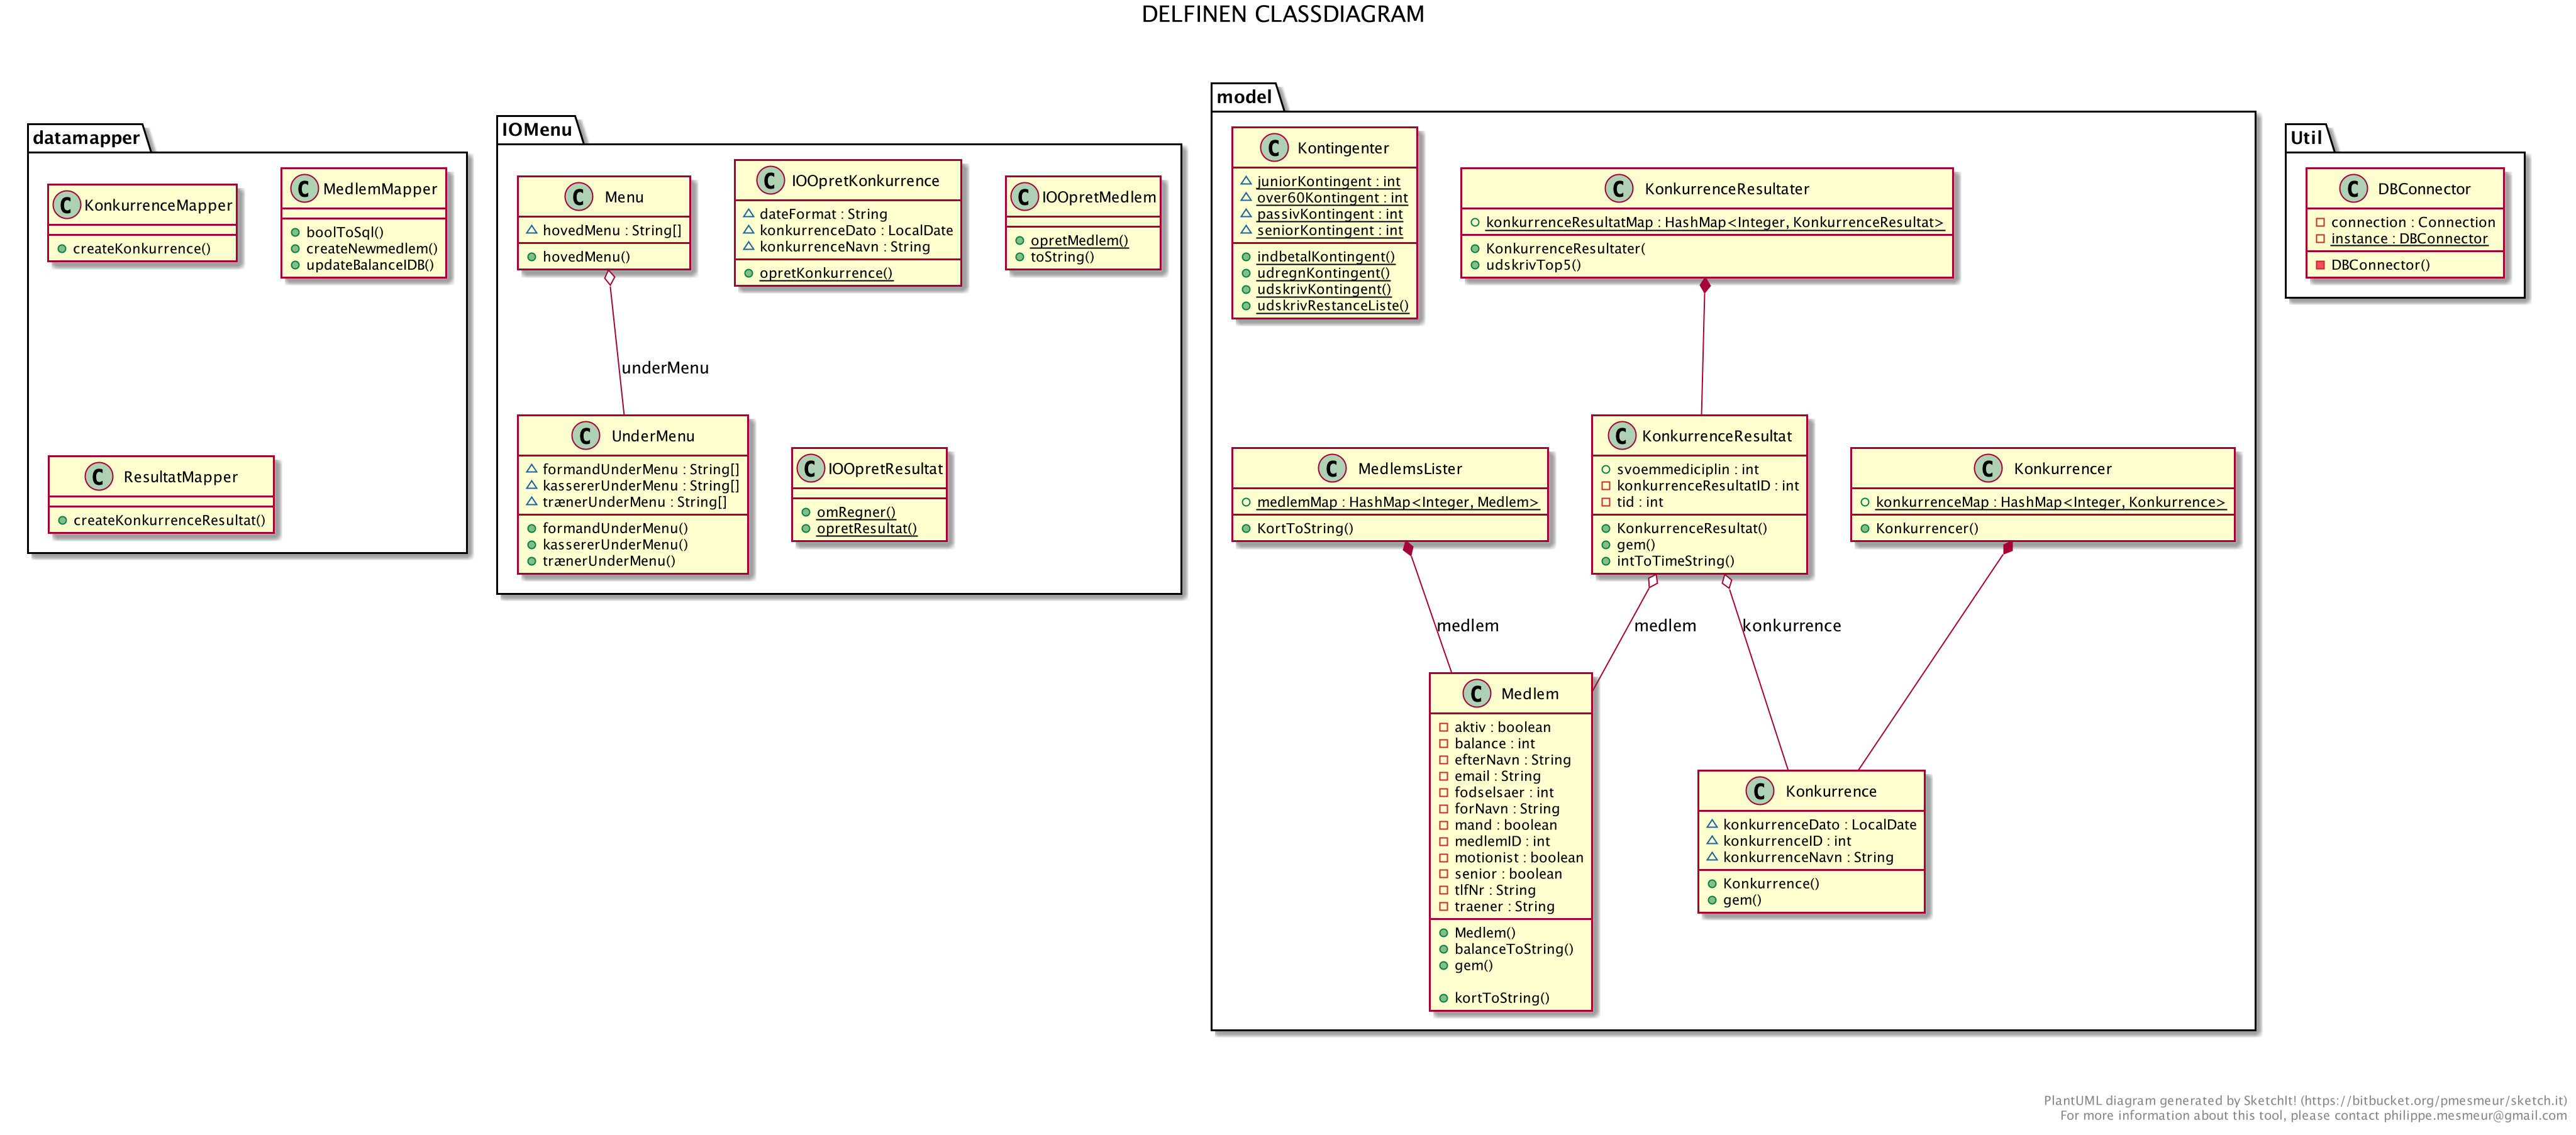 DELFINEN CLASSDIAGRAM
datamapper
C KonkurrenceMapper
createKonkurrence()
C MedlemMapper
boolToSql()
createNewmedlem()
updateBalanceIDB()
C ResultatMapper
createKonkurrenceResultat()
IOMenu
C Menu
hovedMenu : String[]
hovedMenu()
C IOOpretKonkurrence
dateFormat : String
konkurrenceDato : LocalDate
konkurrenceNavn : String
opretKonkurrence()
C IOOpretMedlem
opretMedlem()
toString()
underMenu
C UnderMenu
formandUnderMenu : String[]
kassererUnderMenu : String[]
trænerUnderMenu : String[]
formandUnderMenu()
kassererUnderMenu()
trænerUnderMenu()
C IOOpretResultat
omRegner()
opretResultat()
model
C Kontingenter
juniorKontingent : int
over60Kontingent : int
passivKontingent : int
seniorKontingent : int
indbetalKontingent()
udregnKontingent()
udskrivKontingent()
udskrivRestanceListe()
C KonkurrenceResultater
konkurrenceResultatMap : HashMap<Integer, KonkurrenceResultat>
KonkurrenceResultater(
udskrivTop5()
C MedlemsLister
medlemMap : HashMap<Integer, Medlem>
KortToString()
C KonkurrenceResultat
svoemmediciplin : int
konkurrenceResultatID : int
tid : int
KonkurrenceResultat()
gem()
intToTimeString()
C Konkurrencer
konkurrenceMap : HashMap<Integer, Konkurrence>
Konkurrencer()
medlem
medlem
konkurrence
C Medlem
aktiv : boolean
balance : int
efterNavn : String
email : String
fodselsaer : int
forNavn : String
mand : boolean
medlemID : int
motionist : boolean
senior : boolean
tlfNr : String
traener : String
Medlem()
balanceToString()
gem()
kortToString()
C Konkurrence
konkurrenceDato : LocalDate
konkurrenceID : int
konkurrenceNavn : String
Konkurrence()
gem()
Util
C DBConnector
connection : Connection
instance : DBConnector
DBConnector()
PlantUML diagram generated by SketchIt! (https://bitbucket.org/pmesmeur/sketch.it)
For more information about this tool, please contact philippe.mesmeur@gmail.com